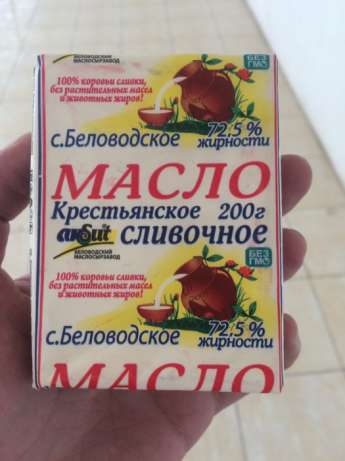 БЕЛОВОДСКИЙ
МАСЛОСЫРЗАВОД
БЕЗ
ГМО
100% коровьи сливки,
без растительных масел
и животных жиров!
с.Беловодское
72,5%
жирности
МАСЛО
Крестьянское 200г
акбит сливочное
БЕЛОВОДСКИЙ
МАСЛОСЫРЗАВОД
БЕЗ
ГМО
100% коровьи сливки,
без растительных масел
и животных жиров!
с.Беловодское
72,5%
жирности
МАСЛО